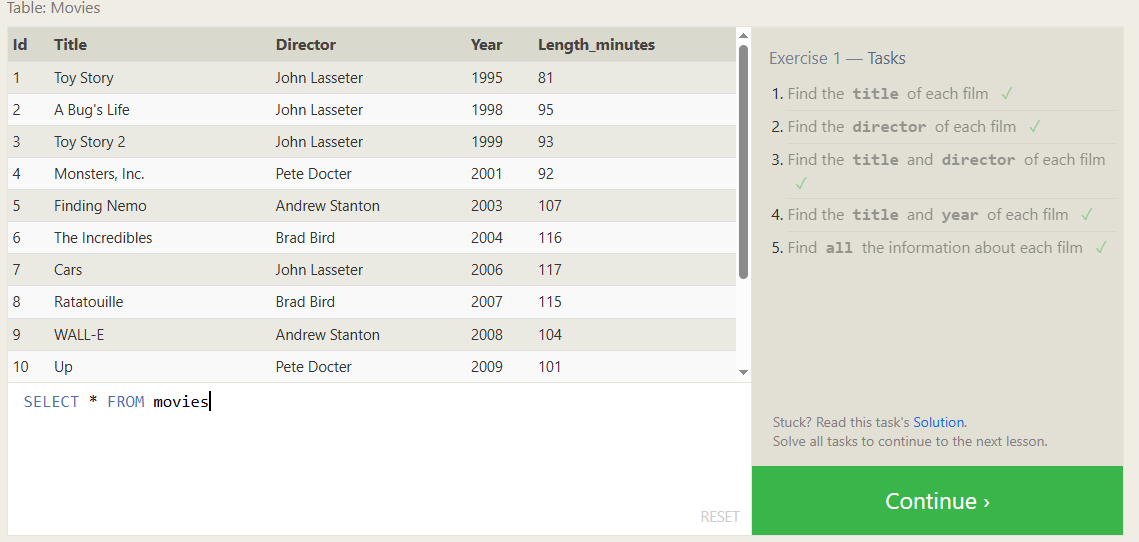 Table: Movies
Id Title Director Year Length_minutes
1 Toy Story John Lasseter 1995 81
2 A Bug's Life John Lasseter 1998 95
3 Toy Story 2 John Lasseter 1999 93
4 Monsters, Inc. Pete Docter 2001 92
5 Finding Nemo Andrew Stanton 2003 107
6 The Incredibles Brad Bird 2004 116
7 Cars John Lasseter 2006 117
8 Ratatouille Brad Bird 2007 115
9 WALL-E Andrew Stanton 2008 104
10 Up Pete Docter 2009 101
SELECT * FROM movies
RESET
Exercise 1 — Tasks
1. Find the title of each film ✓
2. Find the director of each film ✓
3. Find the title and director of each film
✓
4. Find the title and year of each film ✓
5. Find all the information about each film ✓
Stuck? Read this task's Solution.
Solve all tasks to continue to the next lesson.
Continue ›